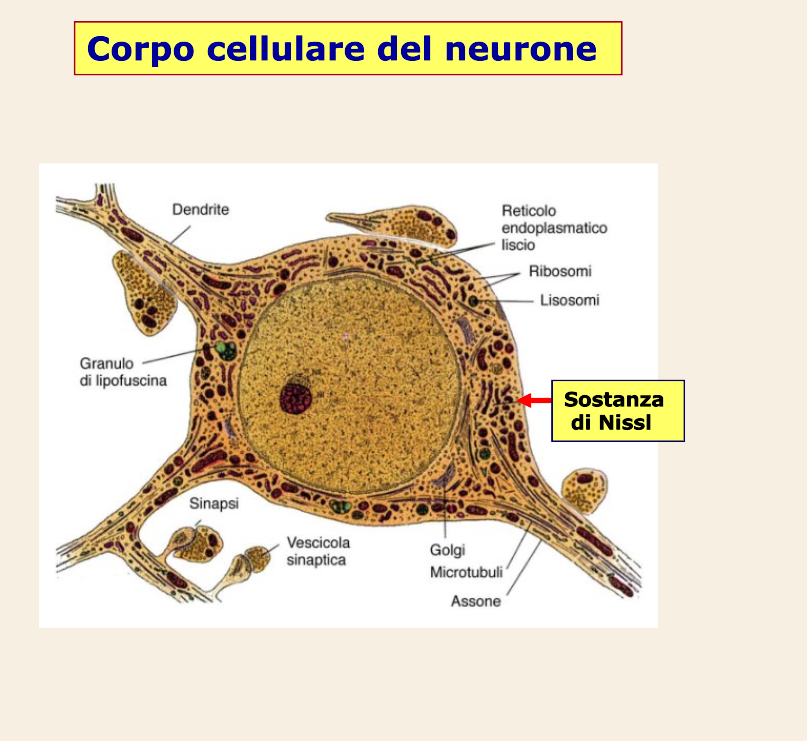 Corpo cellulare del neurone
Dendrite
Reticolo
endoplasmatico
liscio
Ribosomi
Lisosomi
Granulo
di lipofuscina
Sostanza
di Nissl
Sinapsi
Vescicola
sinaptica
Golgi
Microtubuli
Assone